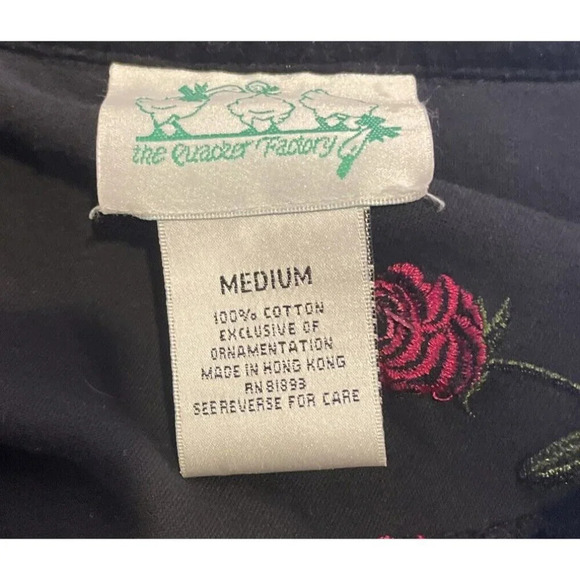 the Quacker Factory
MEDIUM
100% COTTON
EXCLUSIVE OF
ORNAMENTATION
MADE IN HONG KONG
RN 81893
SEE REVERSE FOR CARE